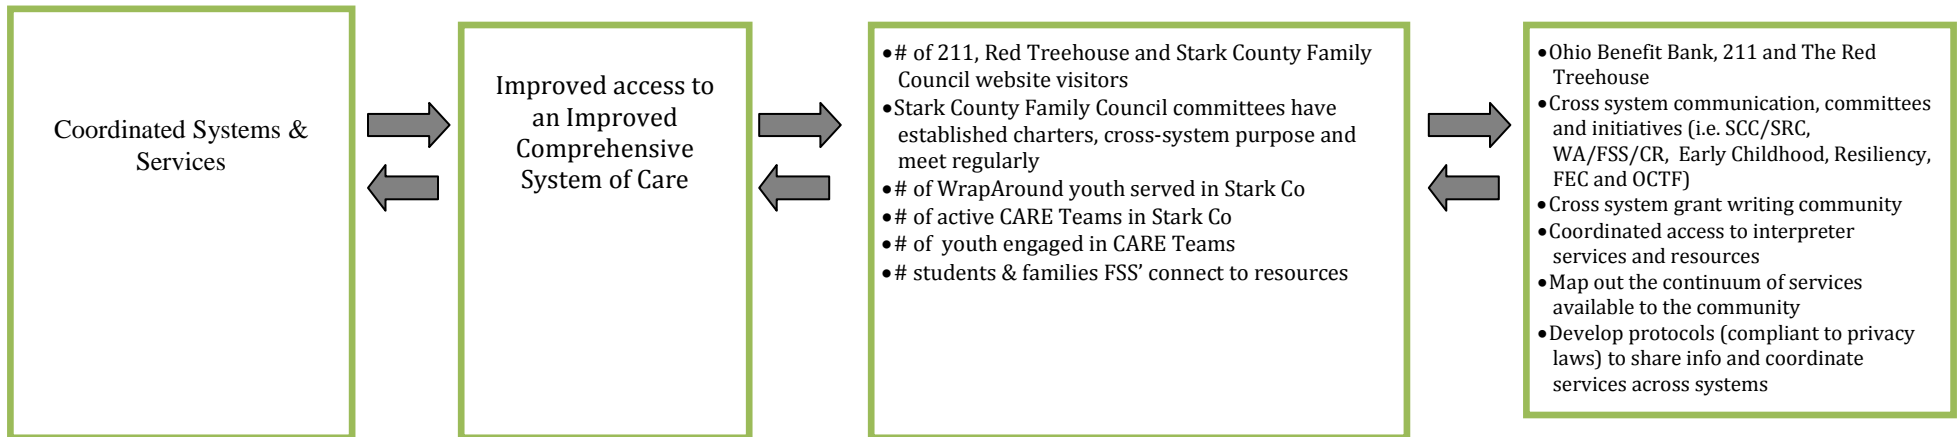 Coordinated Systems &
Services
Improved access to
an Improved
Comprehensive
System of Care
•# of 211, Red Treehouse and Stark County Family
Council website visitors
•Stark County Family Council committees have
established charters, cross-system purpose and
meet regularly
•# of WrapAround youth served in Stark Co
•# of active CARE Teams in Stark Co
•# of  youth engaged in CARE Teams
•# students & families FSS’ connect to resources
•Ohio Benefit Bank, 211 and The Red
Treehouse
•Cross system communication, committees
and initiatives (i.e. SCC/SRC,
WA/FSS/CR,  Early Childhood, Resiliency,
FEC and OCTF)
•Cross system grant writing community
•Coordinated access to interpreter
services and resources
•Map out the continuum of services
available to the community
•Develop protocols (compliant to privacy
laws) to share info and coordinate
services across systems